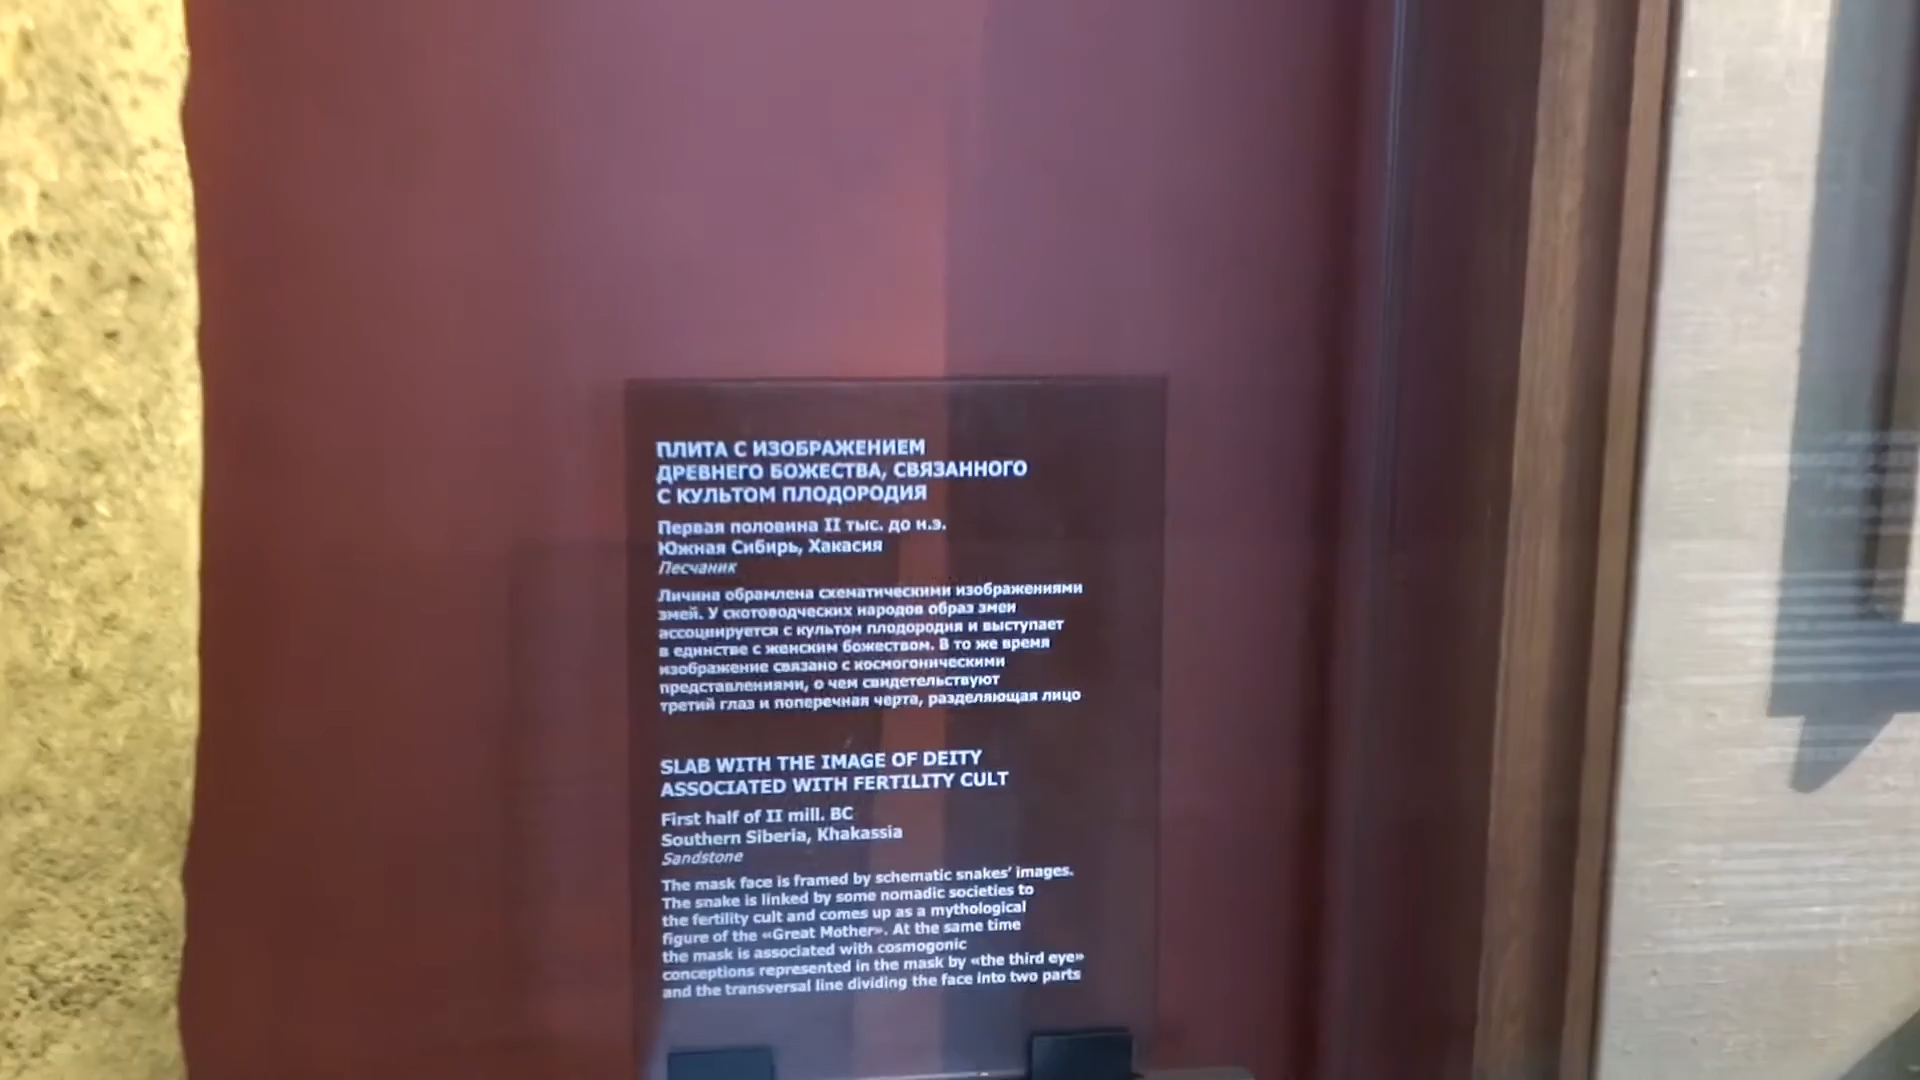 ПЛИТА С ИЗОБРАЖЕНИЕМ
ДРЕВНЕГО БОЖЕСТВА, СВЯЗАННОГО
С КУЛЬТОМ ПЛОДОРОДИЯ
Первая половина II тыс. до н.э.
Южная Сибирь, Хакасия
Песчаник
Личина обрамлена схематическими изображениями
змей. У скотоводческих народов образ змеи
ассоциируется с культом плодородия и выступает
в единстве с женским божеством. В то же время
изображение связано с космогоническими
представлениями, о чем свидетельствуют
третий глаз и поперечная черта, разделяющая лицо
SLAB WITH THE IMAGE OF DEITY
ASSOCIATED WITH FERTILITY CULT
First half of II mill. BC
Southern Siberia, Khakassia
Sandstone
The mask face is framed by schematic snakes’ images.
The snake is linked by some nomadic societies to
the fertility cult and comes up as a mythological
figure of the «Great Mother». At the same time
the mask is associated with cosmogonic
conceptions represented in the mask by «the third eye»
and the transversal line dividing the face into two parts